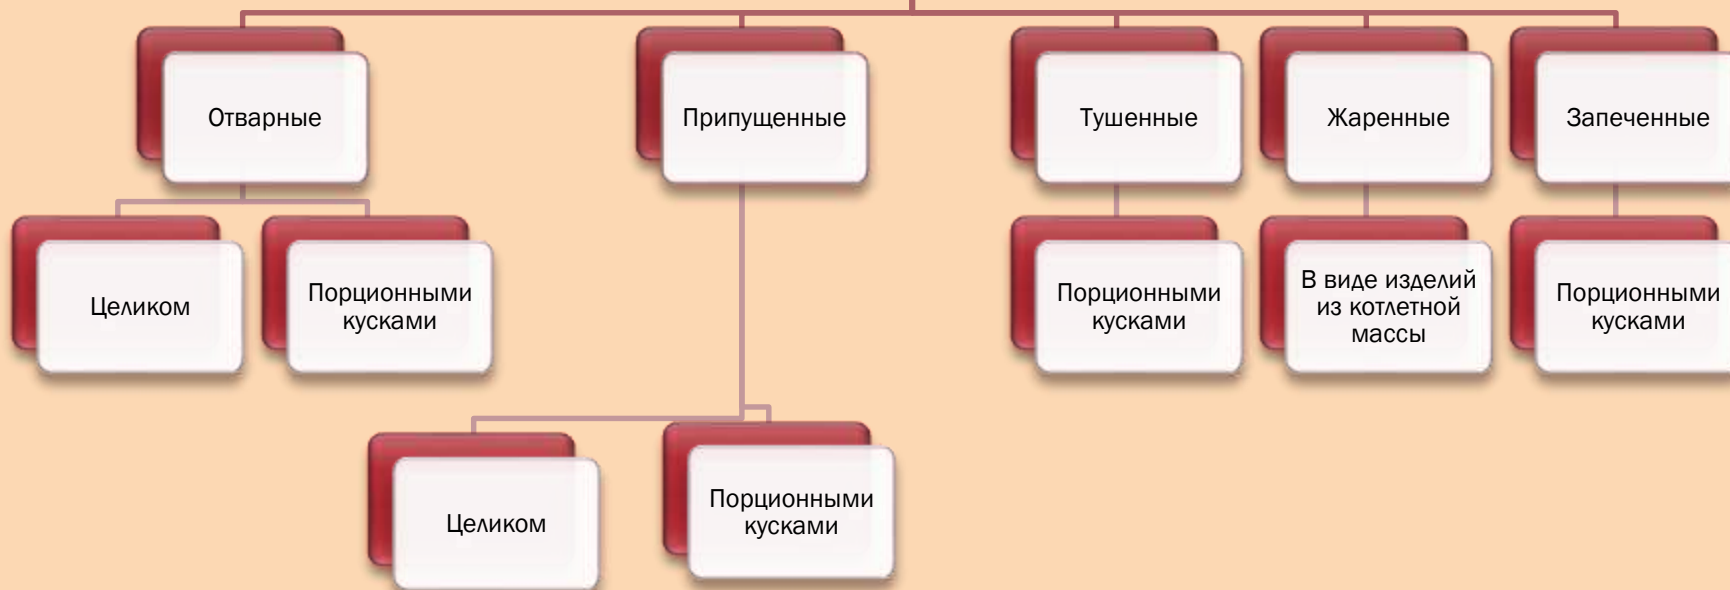 Отварные
Припущенные
Тушенные
Жаренные
Запеченные
Целиком
Порционными
кусками
Порционными
кусками
В виде изделий
из котлетной
массы
Порционными
кусками
Целиком
Порционными
кусками